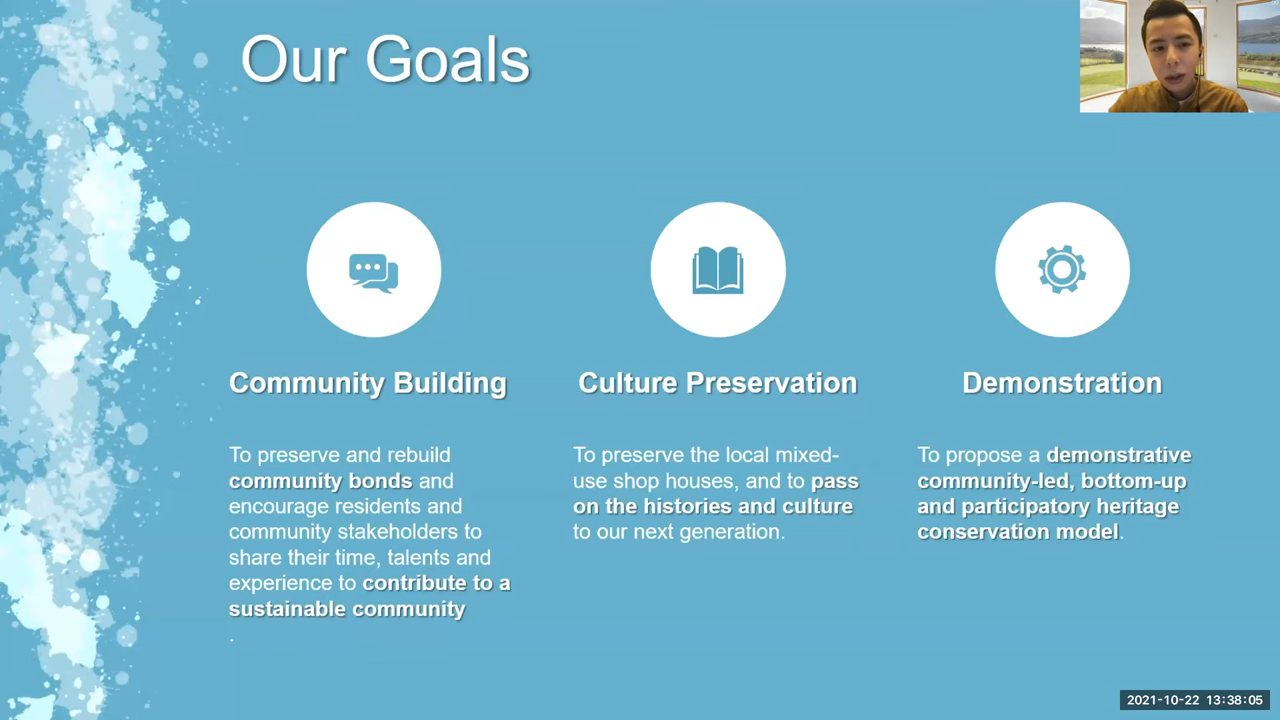 Our Goals
Community Building
To preserve and rebuild
community bonds and
encourage residents and
community stakeholders to
share their time, talents and
experience to contribute to a
sustainable community
.
Culture Preservation
To preserve the local mixed-
use shop houses, and to pass
on the histories and culture
to our next generation.
Demonstration
To propose a demonstrative
community-led, bottom-up
and participatory heritage
conservation model.
2021-10-22 13:38:05